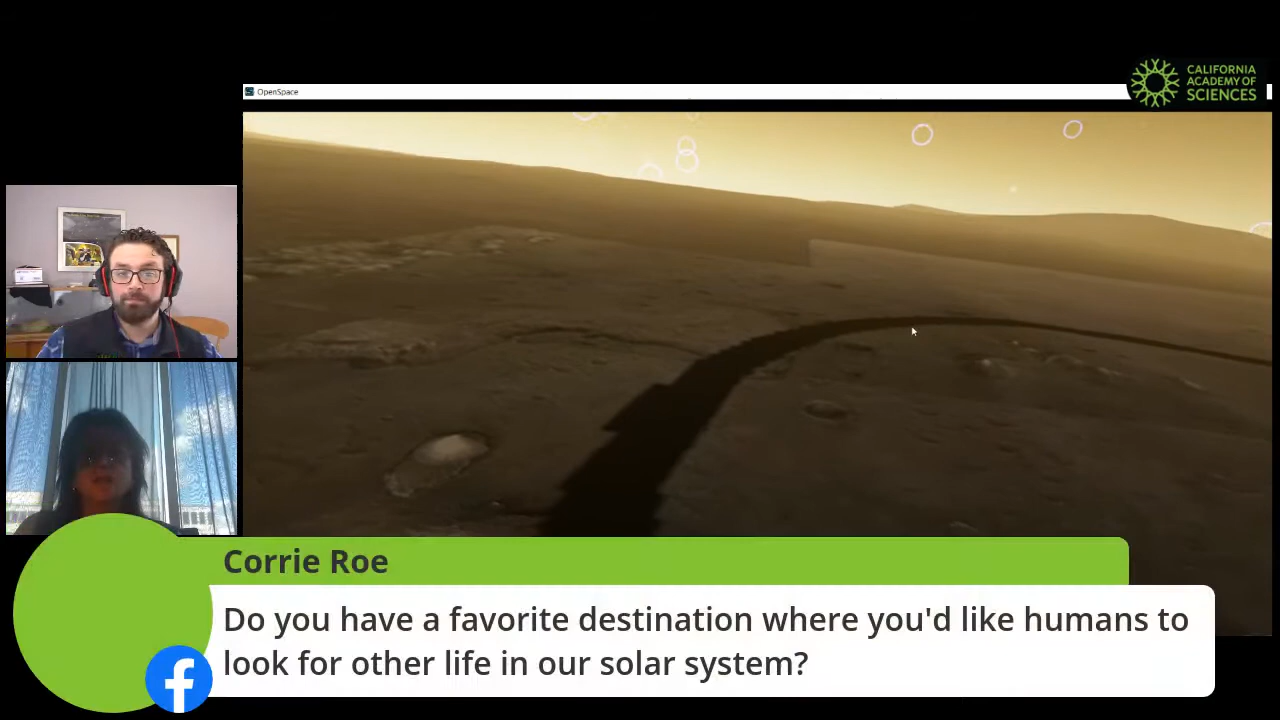 OpenSpace
CALIFORNIA
ACADEMY OF
SCIENCES
Corrie Roe
Do you have a favorite destination where you'd like humans to
look for other life in our solar system?